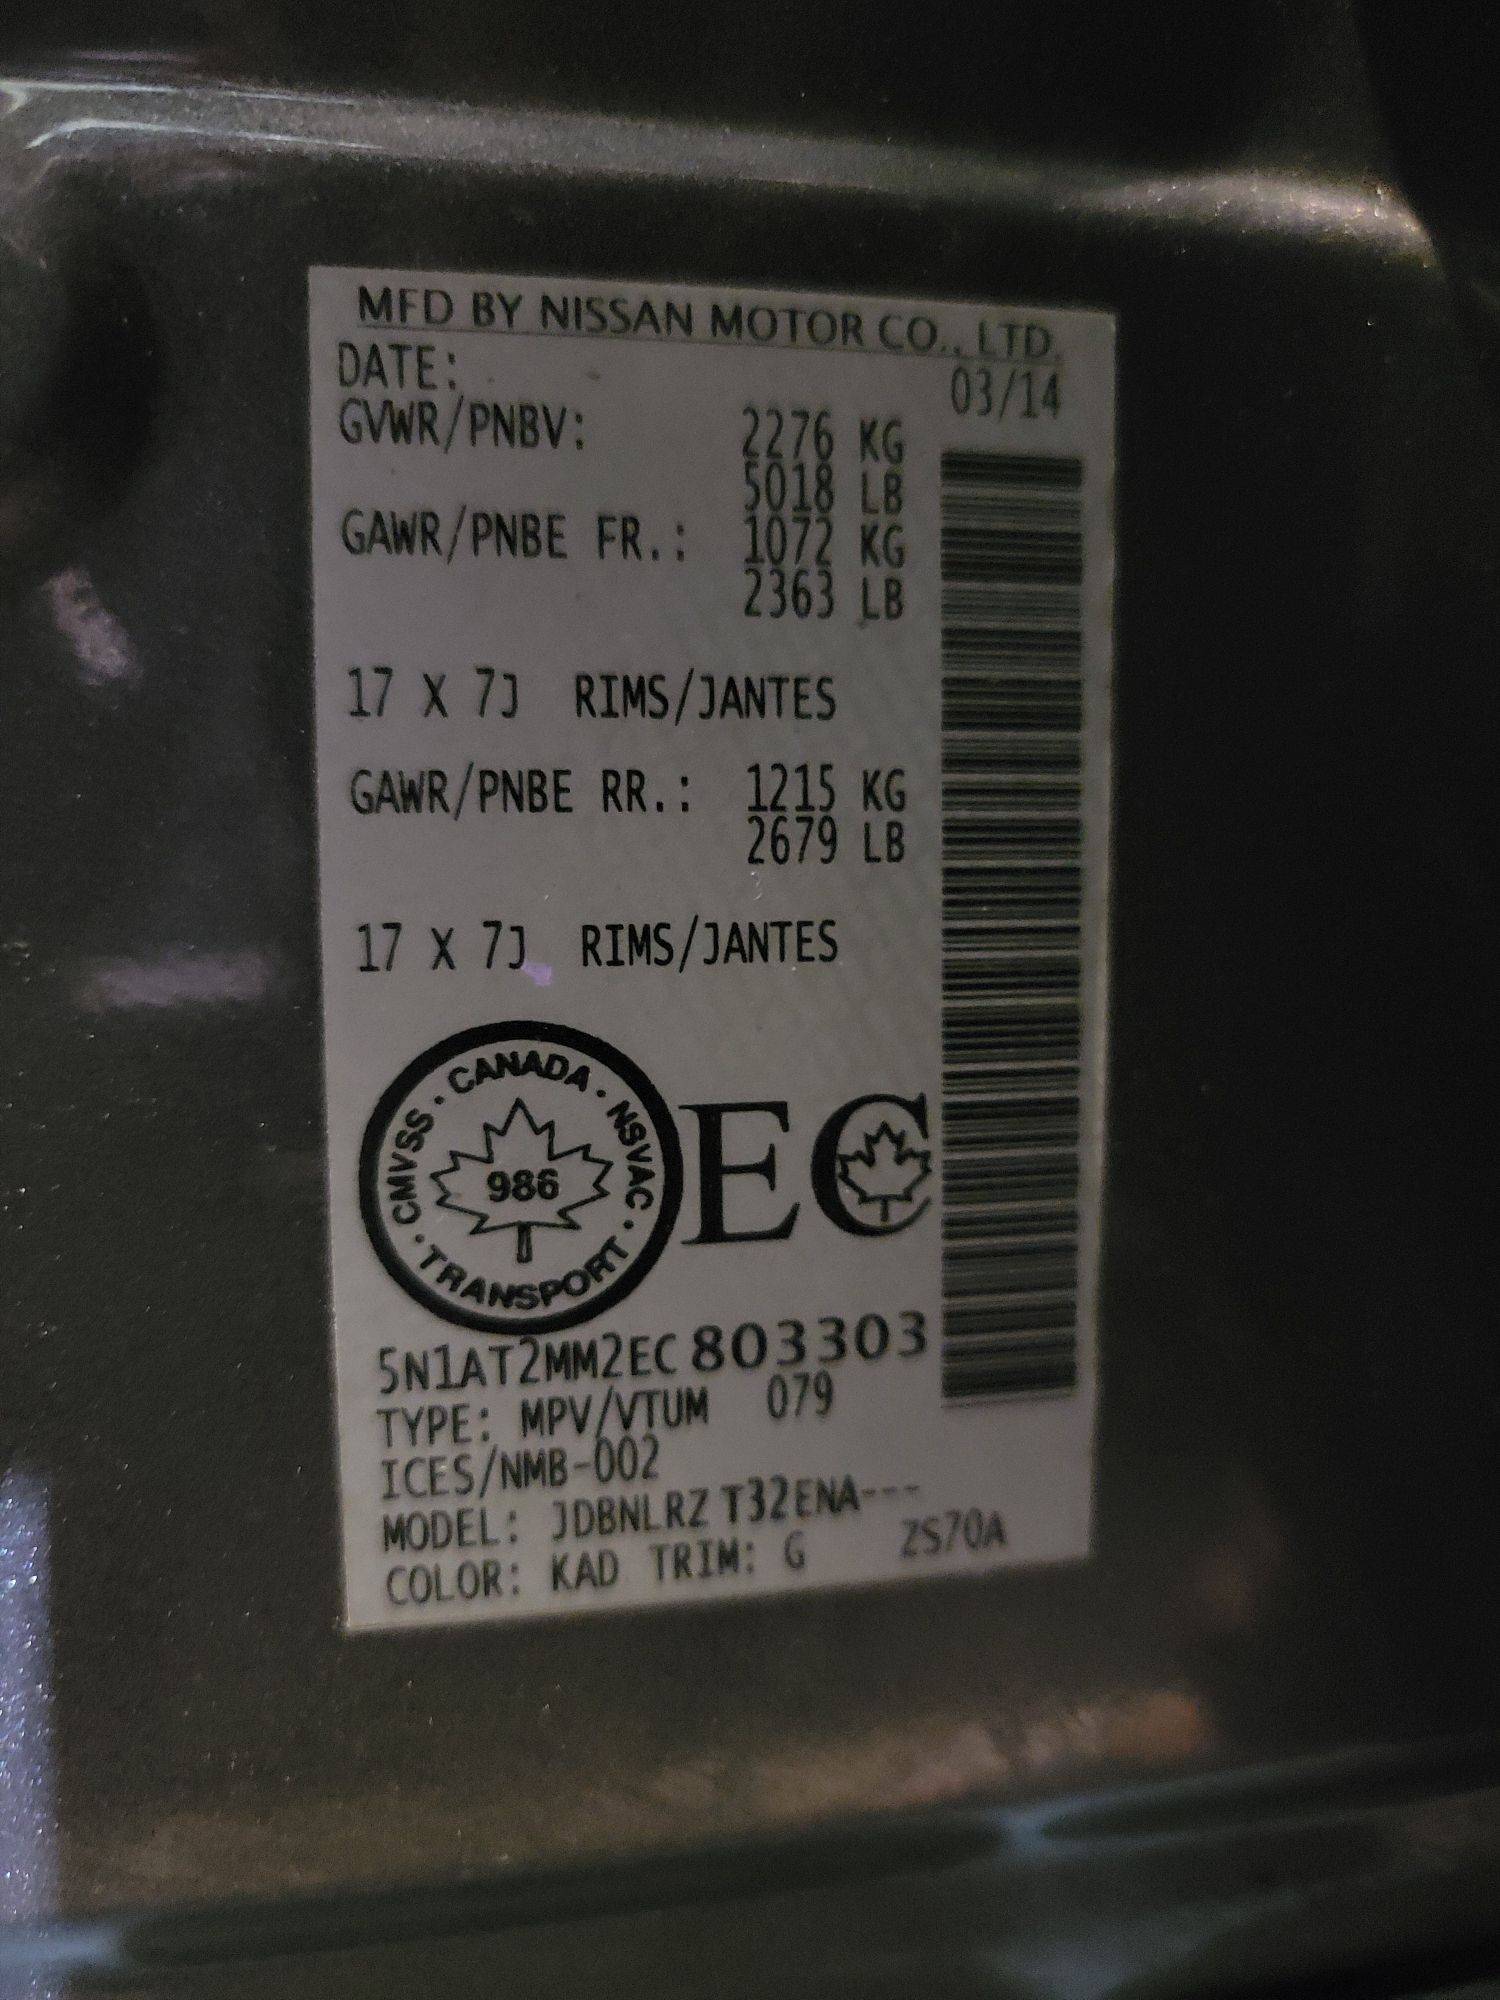 MFD BY NISSAN MOTOR CO., LTD.
DATE: 03/14
GVWR/PNBV: 2276 KG
5018 LB
GAWR/PNBE FR.: 1072 KG
2363 LB
17 X 7J RIMS/JANTES
GAWR/PNBE RR.: 1215 KG
2679 LB
17 X 7J RIMS/JANTES
CANADA · NSVAC · TRANSPORT · CMVSS ·
986
EC
5N1AT2MM2EC803303
TYPE: MPV/VTUM 079
ICES/NMB-002
MODEL: JDBNLRZ T32ENA---
COLOR: KAD TRIM: G ZS70A